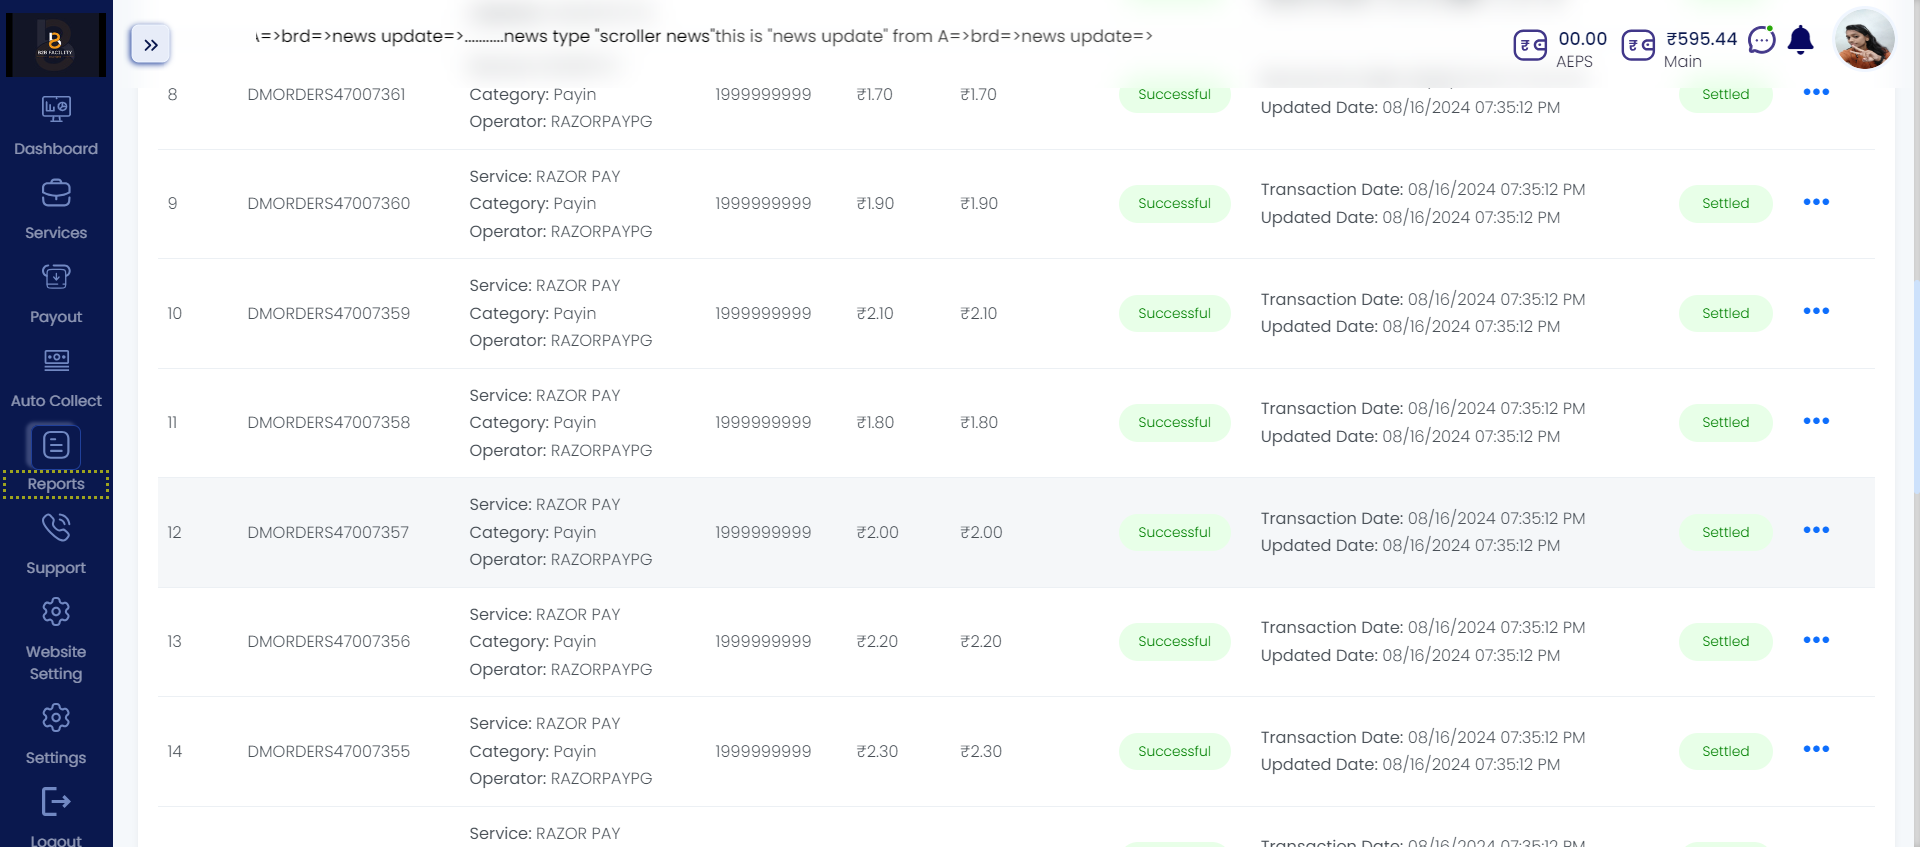 B2B FACILITY
Dashboard
Services
Payout
Auto Collect
Reports
Support
Website
Setting
Settings
Logout
=>brd=>news update=>...........news type "scroller news"this is "news update" from A=>brd=>news update=>
00.00
AEPS
₹595.44
Main
8 DMORDERS47007361 Category: Payin 1999999999 ₹1.70 ₹1.70 Successful Settled
Operator: RAZORPAYPG Updated Date: 08/16/2024 07:35:12 PM
Service: RAZOR PAY
9 DMORDERS47007360 Category: Payin 1999999999 ₹1.90 ₹1.90 Successful Transaction Date: 08/16/2024 07:35:12 PM Settled
Operator: RAZORPAYPG Updated Date: 08/16/2024 07:35:12 PM
Service: RAZOR PAY
10 DMORDERS47007359 Category: Payin 1999999999 ₹2.10 ₹2.10 Successful Transaction Date: 08/16/2024 07:35:12 PM Settled
Operator: RAZORPAYPG Updated Date: 08/16/2024 07:35:12 PM
Service: RAZOR PAY
11 DMORDERS47007358 Category: Payin 1999999999 ₹1.80 ₹1.80 Successful Transaction Date: 08/16/2024 07:35:12 PM Settled
Operator: RAZORPAYPG Updated Date: 08/16/2024 07:35:12 PM
Service: RAZOR PAY
12 DMORDERS47007357 Category: Payin 1999999999 ₹2.00 ₹2.00 Successful Transaction Date: 08/16/2024 07:35:12 PM Settled
Operator: RAZORPAYPG Updated Date: 08/16/2024 07:35:12 PM
Service: RAZOR PAY
13 DMORDERS47007356 Category: Payin 1999999999 ₹2.20 ₹2.20 Successful Transaction Date: 08/16/2024 07:35:12 PM Settled
Operator: RAZORPAYPG Updated Date: 08/16/2024 07:35:12 PM
Service: RAZOR PAY
14 DMORDERS47007355 Category: Payin 1999999999 ₹2.30 ₹2.30 Successful Transaction Date: 08/16/2024 07:35:12 PM Settled
Operator: RAZORPAYPG Updated Date: 08/16/2024 07:35:12 PM
Service: RAZOR PAY
Transaction Date: 08/16/2024 07:35:12 PM